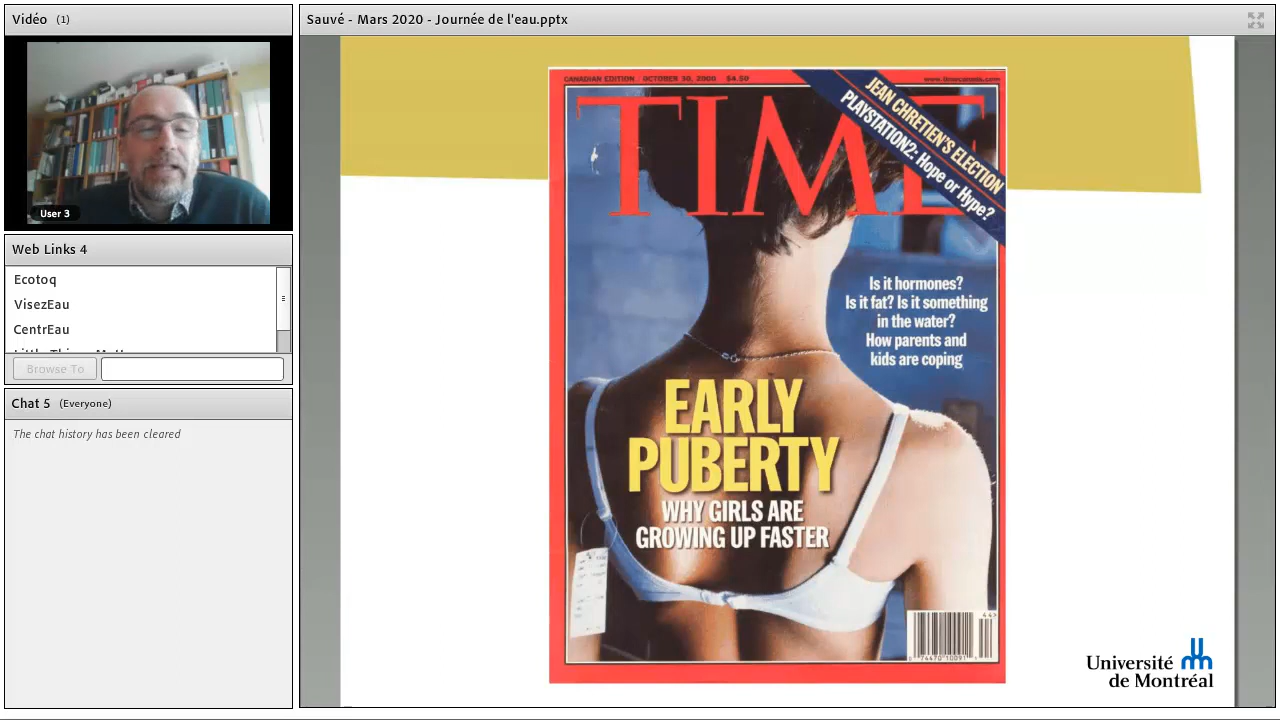 Vidéo (1)
User 3
Web Links 4
Ecotoq
VisezEau
CentrEau
Browse To
Chat 5 (Everyone)
The chat history has been cleared
Sauvé - Mars 2020 - Journée de l'eau.pptx
CANADIAN EDITION / OCTOBER 30, 2000 $4.50
www.timecanada.com
TIME
JEAN CHRETIEN'S ELECTION
PLAYSTATION2: Hope or Hype?
Is it hormones?
Is it fat? Is it something
in the water?
How parents and
kids are coping
EARLY
PUBERTY
WHY GIRLS ARE
GROWING UP FASTER
Université
de Montréal